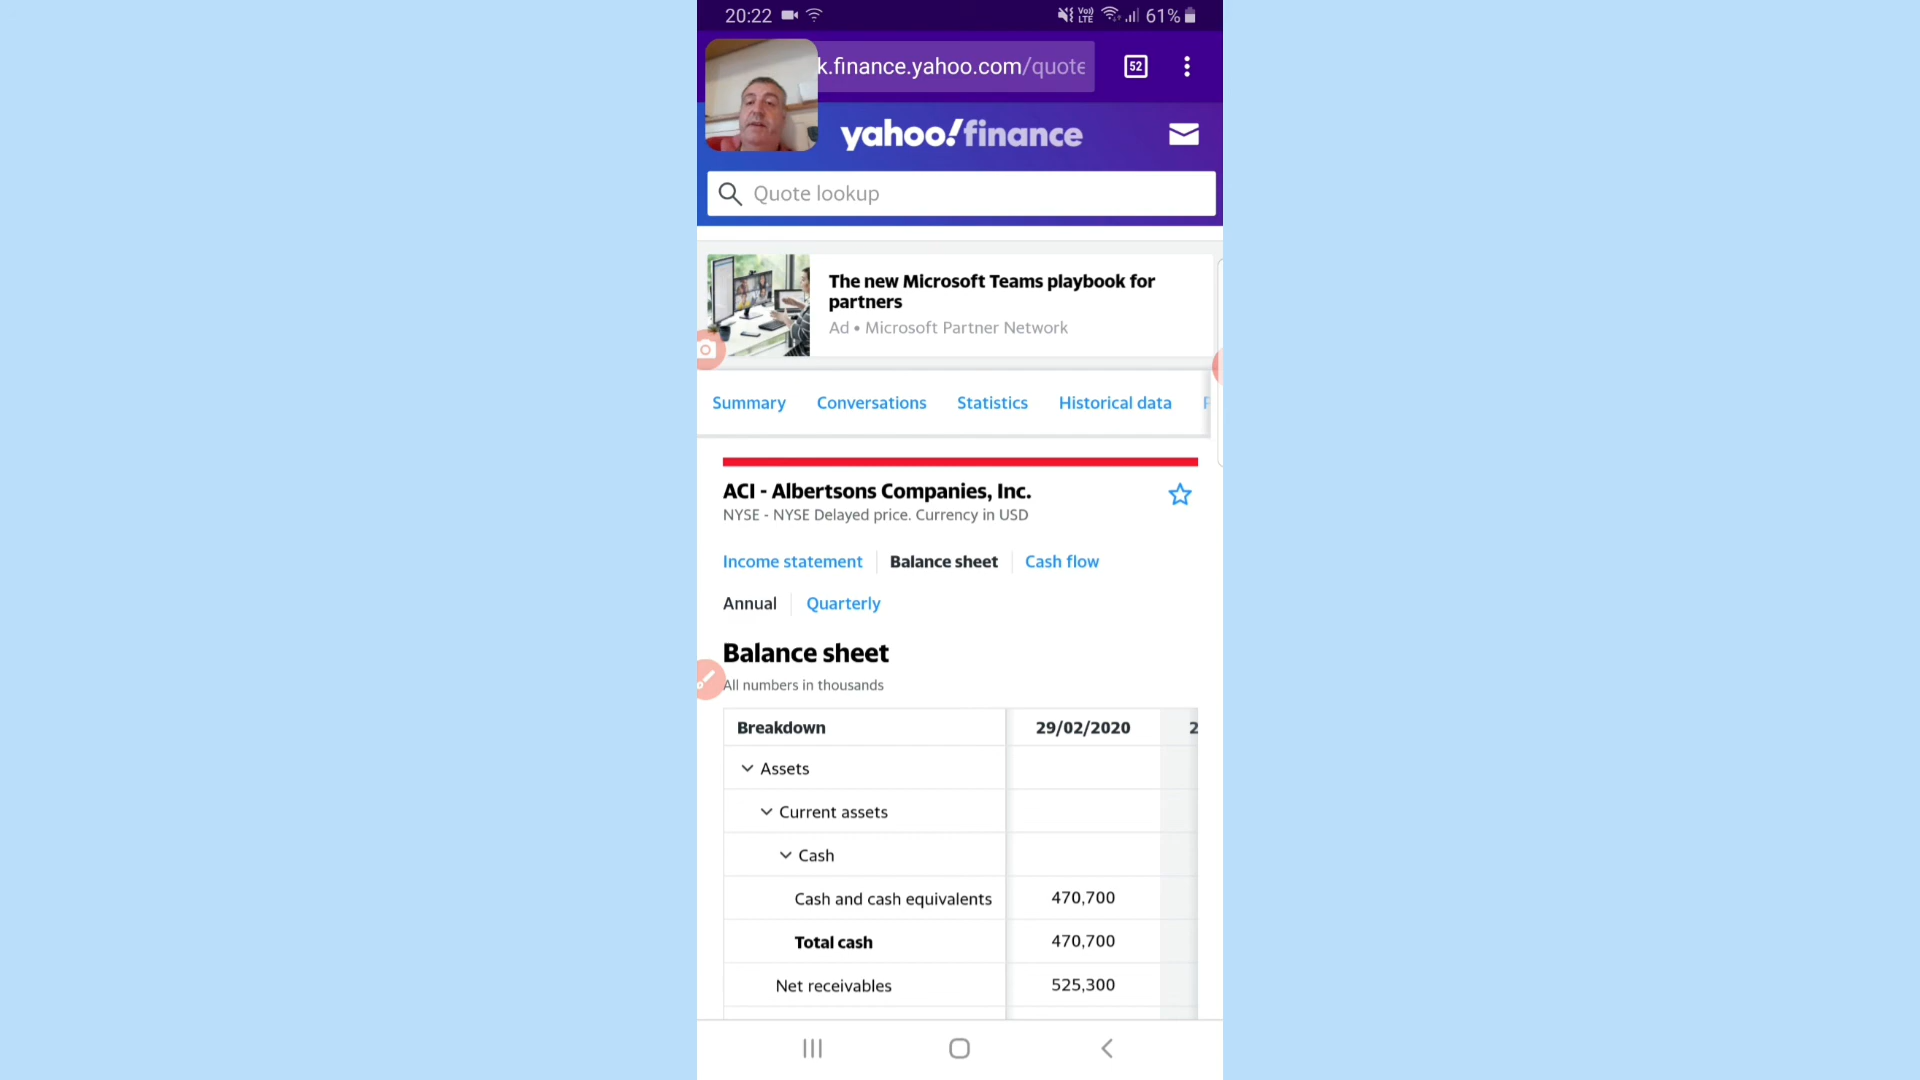 20:22
Vo)) LTE
61%
k.finance.yahoo.com/quote
52
yahoo!finance
Quote lookup
The new Microsoft Teams playbook for
partners
Ad • Microsoft Partner Network
Summary Conversations Statistics Historical data
ACI - Albertsons Companies, Inc.
NYSE - NYSE Delayed price. Currency in USD
Income statement Balance sheet Cash flow
Annual Quarterly
Balance sheet
All numbers in thousands
Breakdown 29/02/2020 2
Assets
Current assets
Cash
Cash and cash equivalents 470,700
Total cash 470,700
Net receivables 525,300